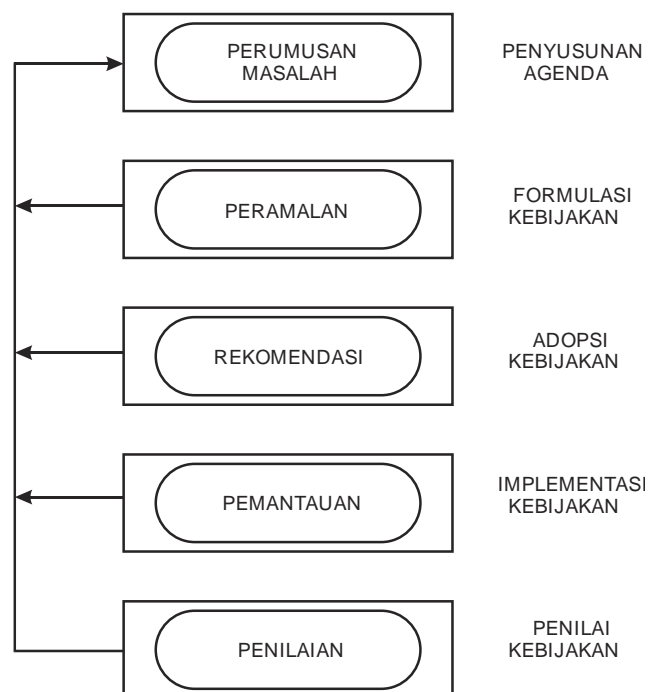 PERUMUSAN
MASALAH
PENYUSUNAN
AGENDA
PERAMALAN
FORMULASI
KEBIJAKAN
REKOMENDASI
ADOPSI
KEBIJAKAN
PEMANTAUAN
IMPLEMENTASI
KEBIJAKAN
PENILAIAN
PENILAI
KEBIJAKAN